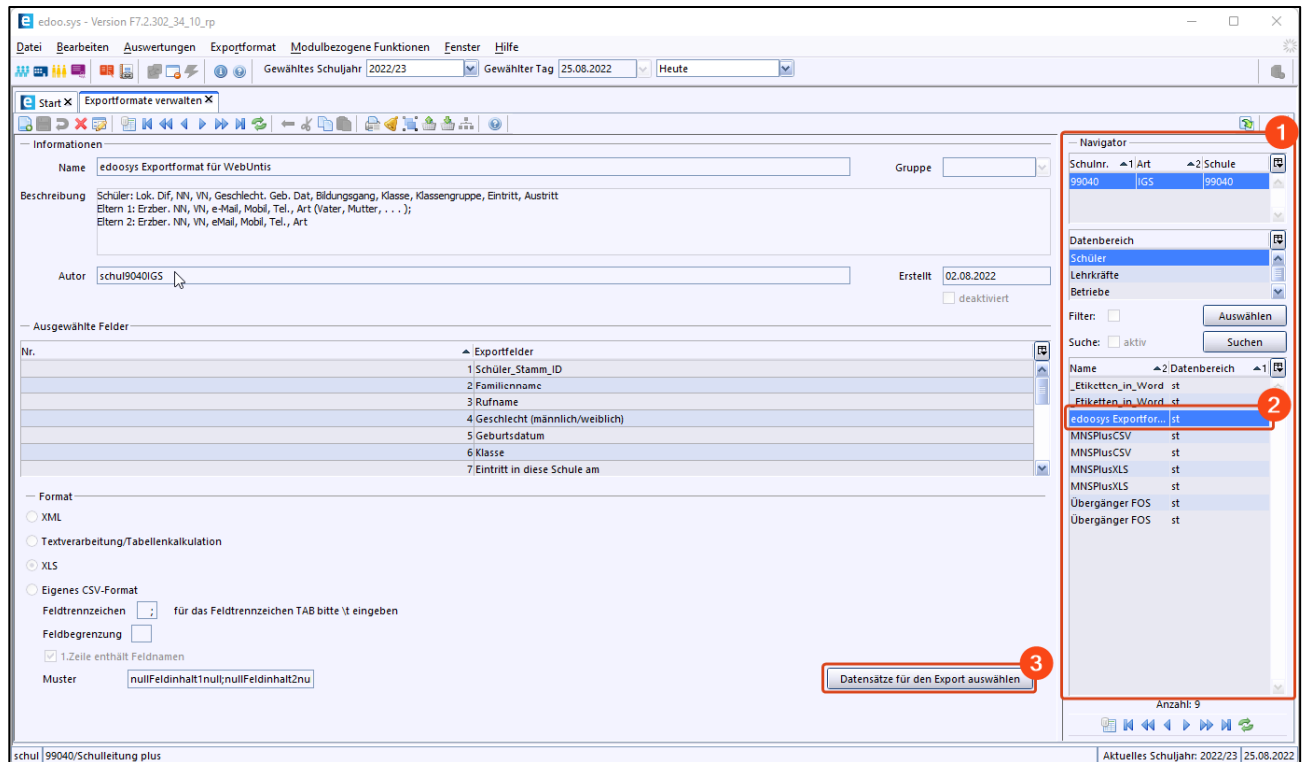 edoo.sys - Version F7.2.302_34_10_rp
Datei Bearbeiten Auswertungen Exportformat Modulbezogene Funktionen Fenster Hilfe
Gewähltes Schuljahr 2022/23 Gewählter Tag 25.08.2022 Heute
Start X Exportformate verwalten X
Informationen
Name edoosys Exportformat für WebUntis Gruppe
Beschreibung Schüler: Lok. Dif, NN, VN, Geschlecht. Geb. Dat, Bildungsgang, Klasse, Klassengruppe, Eintritt, Austritt
Eltern 1: Erzber. NN, VN, e-Mail, Mobil, Tel., Art (Vater, Mutter, . . . );
Eltern 2: Erzber. NN, VN, eMail, Mobil, Tel., Art
Autor schul9040IGS Erstellt 02.08.2022
deaktiviert
Ausgewählte Felder
Nr. Exportfelder
1 Schüler_Stamm_ID
2 Familienname
3 Rufname
4 Geschlecht (männlich/weiblich)
5 Geburtsdatum
6 Klasse
7 Eintritt in diese Schule am
Format
XML
Textverarbeitung/Tabellenkalkulation
XLS
Eigenes CSV-Format
Feldtrennzeichen ; für das Feldtrennzeichen TAB bitte \t eingeben
Feldbegrenzung
1.Zeile enthält Feldnamen
Muster nullFeldinhalt1null;nullFeldinhalt2nu
3
Datensätze für den Export auswählen
1
Navigator
Schulnr. 1 Art 2 Schule
99040 IGS 99040
Datenbereich
Schüler
Lehrkräfte
Betriebe
Filter: Auswählen
Suche: aktiv Suchen
Name 2 Datenbereich 1
_Etiketten_in_Word st
_Etiketten_in_Word st
2
edoosys Exportfor... st
MNSPlusCSV st
MNSPlusCSV st
MNSPlusXLS st
MNSPlusXLS st
Übergänger FOS st
Übergänger FOS st
Anzahl: 9
schul 99040/Schulleitung plus Aktuelles Schuljahr: 2022/23 25.08.2022